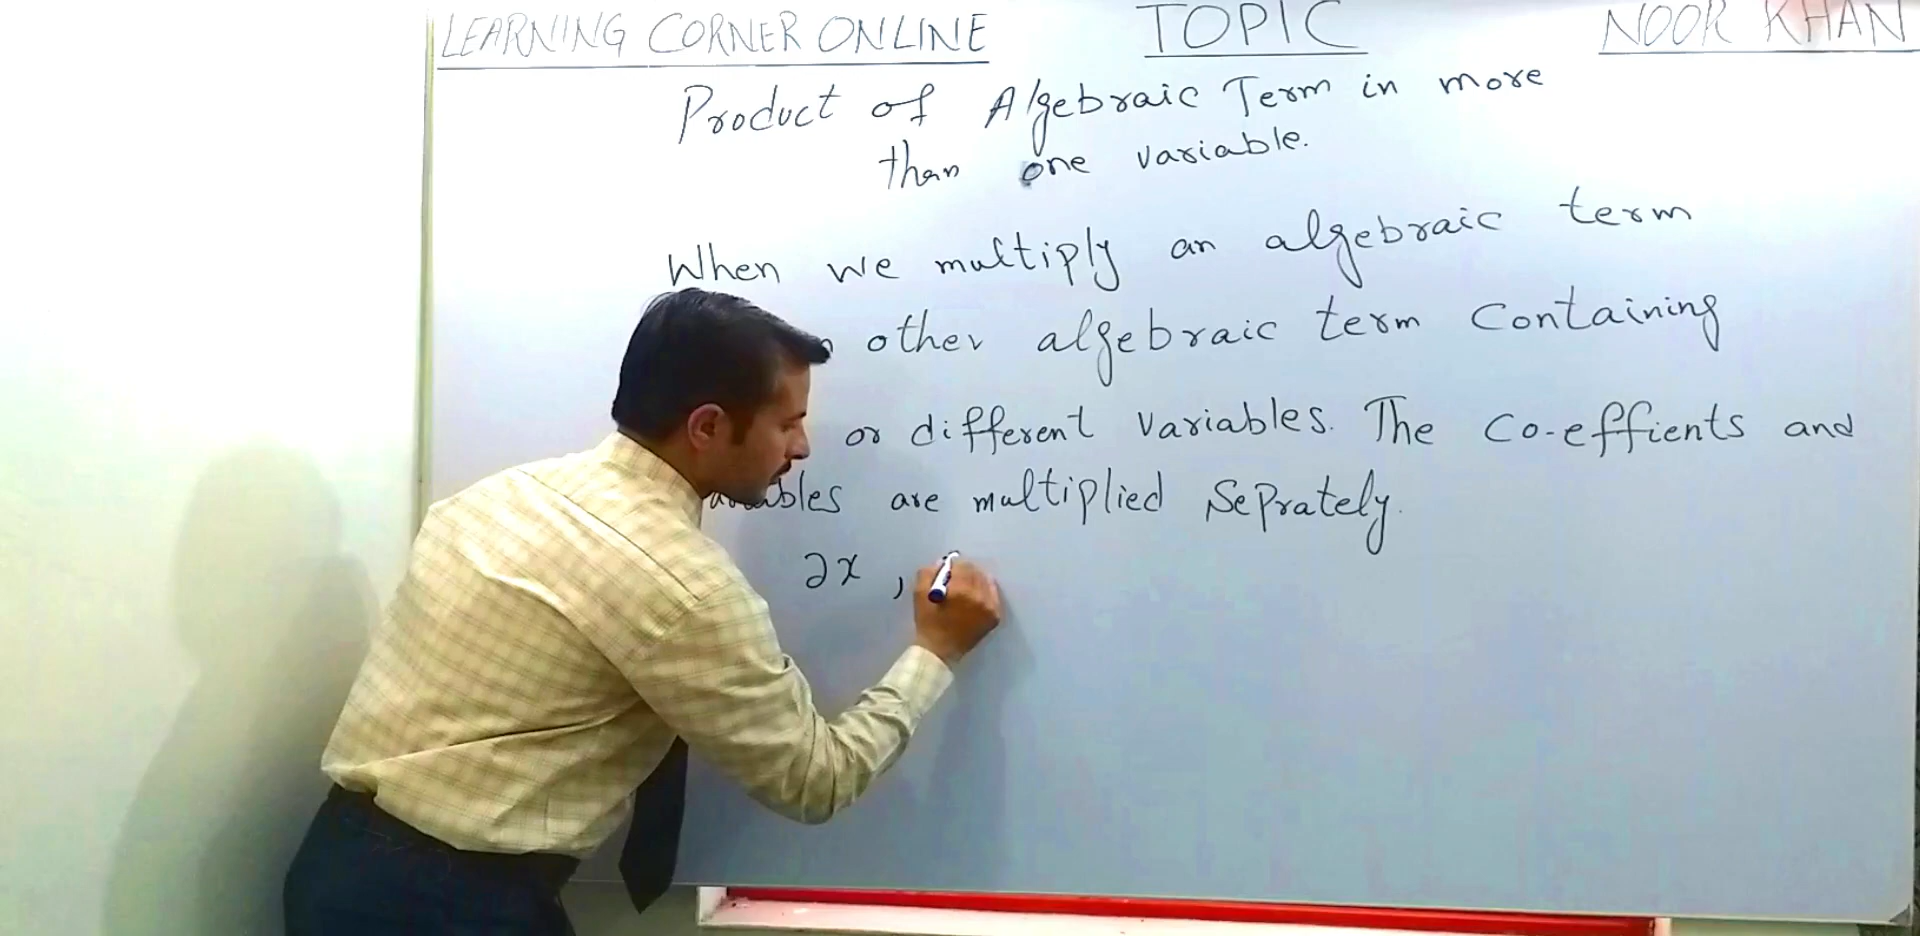 LEARNING CORNER ONLINE TOPIC NOOR KHAN
Product of Algebraic Term in more
than one variable.
When we multiply an algebraic term
other algebraic term Containing
or different variables. The Co-effients and
are multiplied Seprately.
2x ,